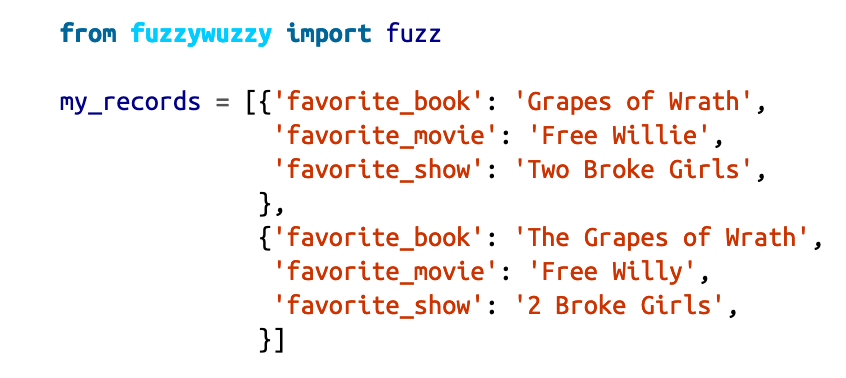 from fuzzywuzzy import fuzz
my_records = [{'favorite_book': 'Grapes of Wrath',
'favorite_movie': 'Free Willie',
'favorite_show': 'Two Broke Girls',
},
{'favorite_book': 'The Grapes of Wrath',
'favorite_movie': 'Free Willy',
'favorite_show': '2 Broke Girls',
}]